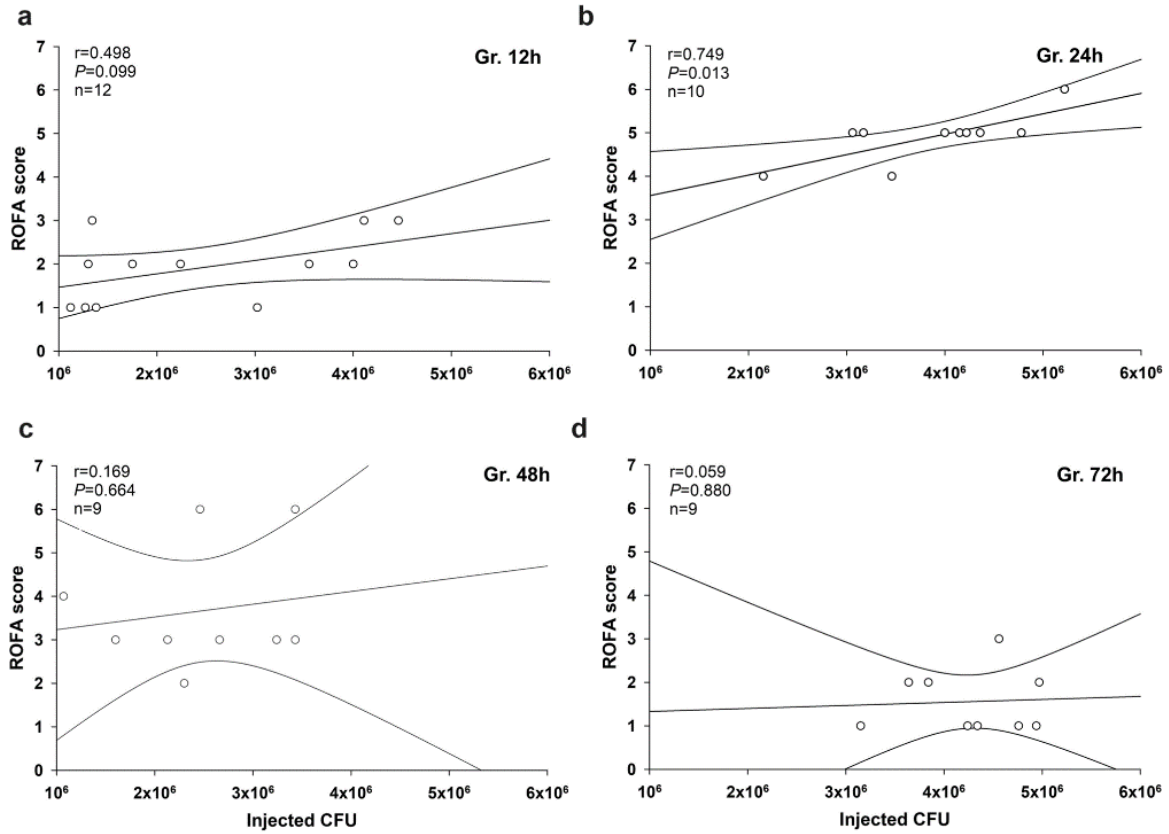 a
r=0.498
P=0.099
n=12
Gr. 12h
ROFA score
7
6
5
4
3
2
1
0
10⁶ 2x10⁶ 3x10⁶ 4x10⁶ 5x10⁶ 6x10⁶
b
r=0.749
P=0.013
n=10
Gr. 24h
ROFA score
7
6
5
4
3
2
1
0
10⁶ 2x10⁶ 3x10⁶ 4x10⁶ 5x10⁶ 6x10⁶
c
r=0.169
P=0.664
n=9
Gr. 48h
ROFA score
7
6
5
4
3
2
1
0
10⁶ 2x10⁶ 3x10⁶ 4x10⁶ 5x10⁶ 6x10⁶
Injected CFU
d
r=0.059
P=0.880
n=9
Gr. 72h
ROFA score
7
6
5
4
3
2
1
0
10⁶ 2x10⁶ 3x10⁶ 4x10⁶ 5x10⁶ 6x10⁶
Injected CFU